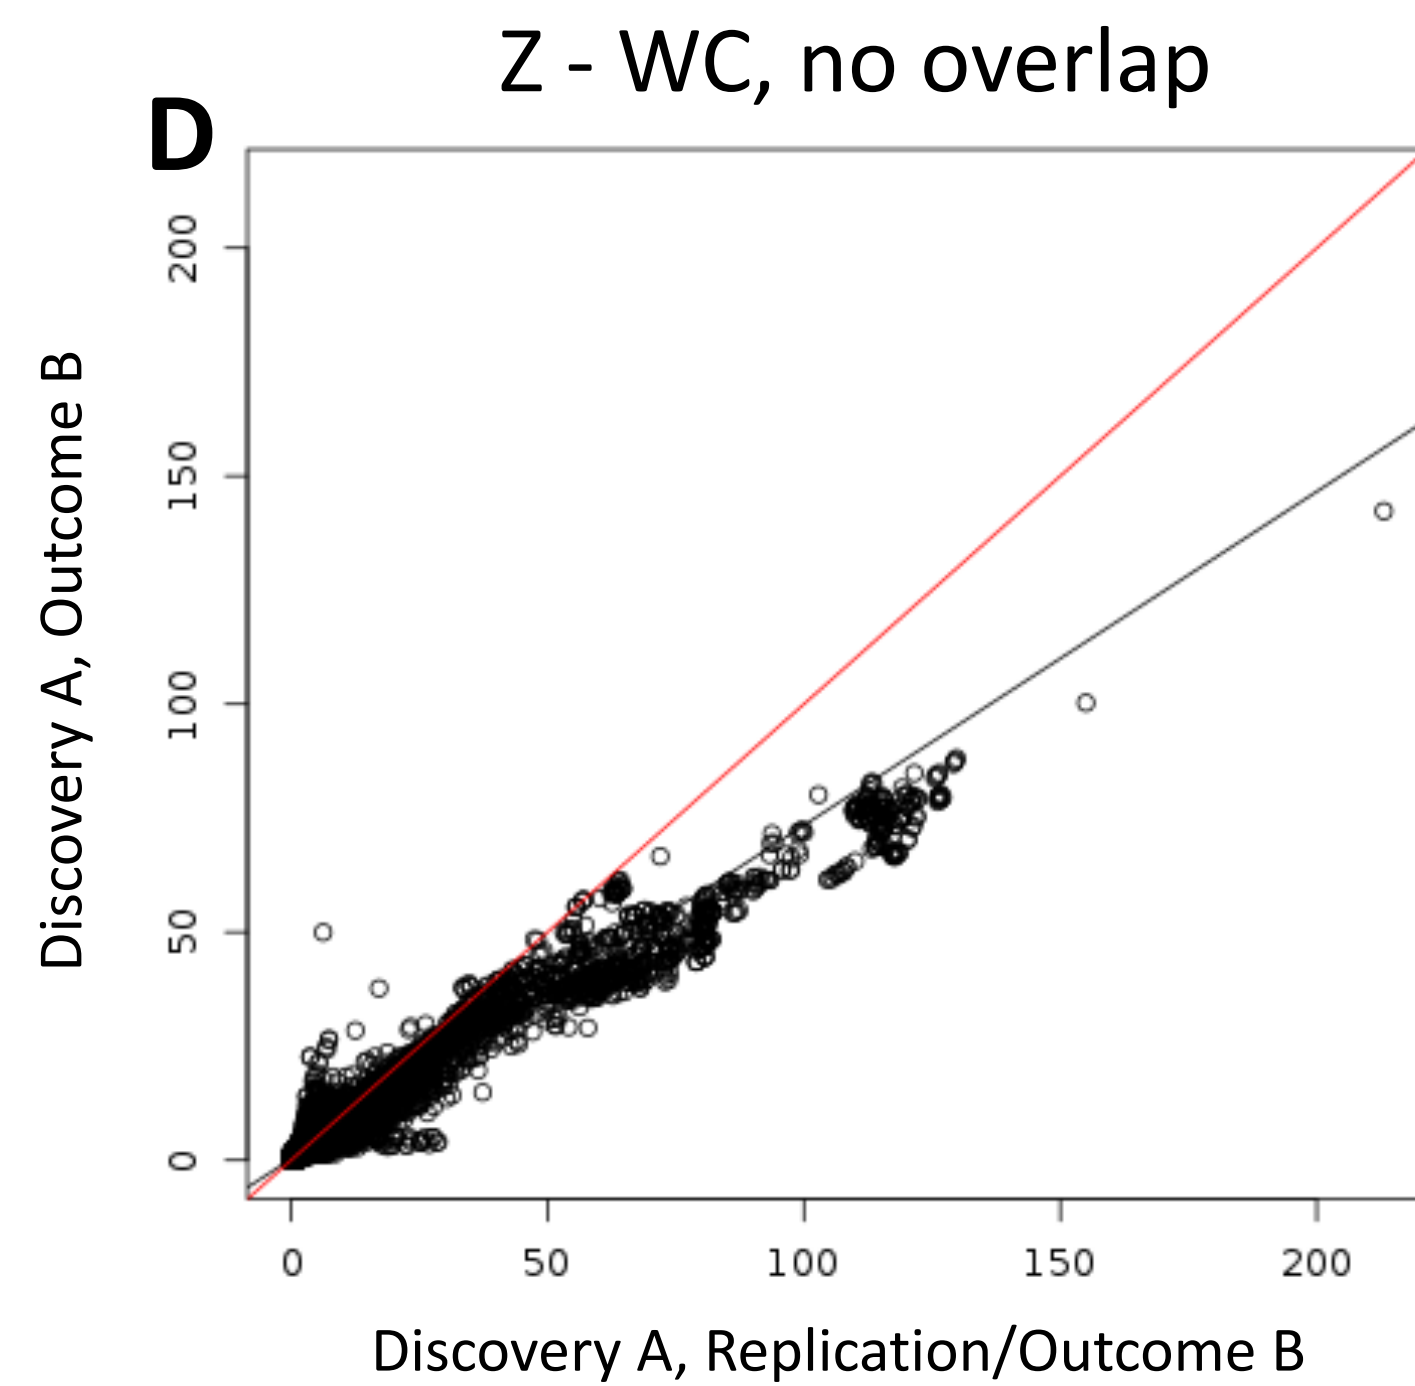 Z - WC, no overlap
D
Discovery A, Outcome B
200
150
100
50
0
0 50 100 150 200
Discovery A, Replication/Outcome B